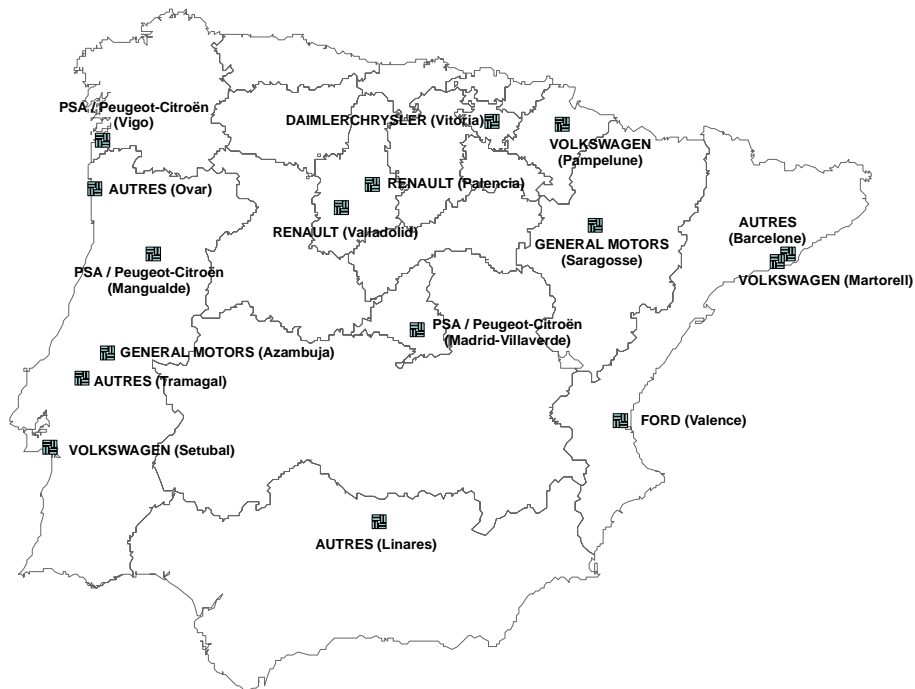 PSA / Peugeot-Citroën
(Vigo)
DAIMLERCHRYSLER (Vitoria)
VOLKSWAGEN
(Pampelune)
AUTRES (Ovar)
RENAULT (Palencia)
RENAULT (Valladolid)
GENERAL MOTORS
(Saragosse)
AUTRES
(Barcelone)
VOLKSWAGEN (Martorell)
PSA / Peugeot-Citroën
(Mangualde)
PSA / Peugeot-Citroën
(Madrid-Villaverde)
GENERAL MOTORS (Azambuja)
AUTRES (Tramagal)
FORD (Valence)
VOLKSWAGEN (Setubal)
AUTRES (Linares)